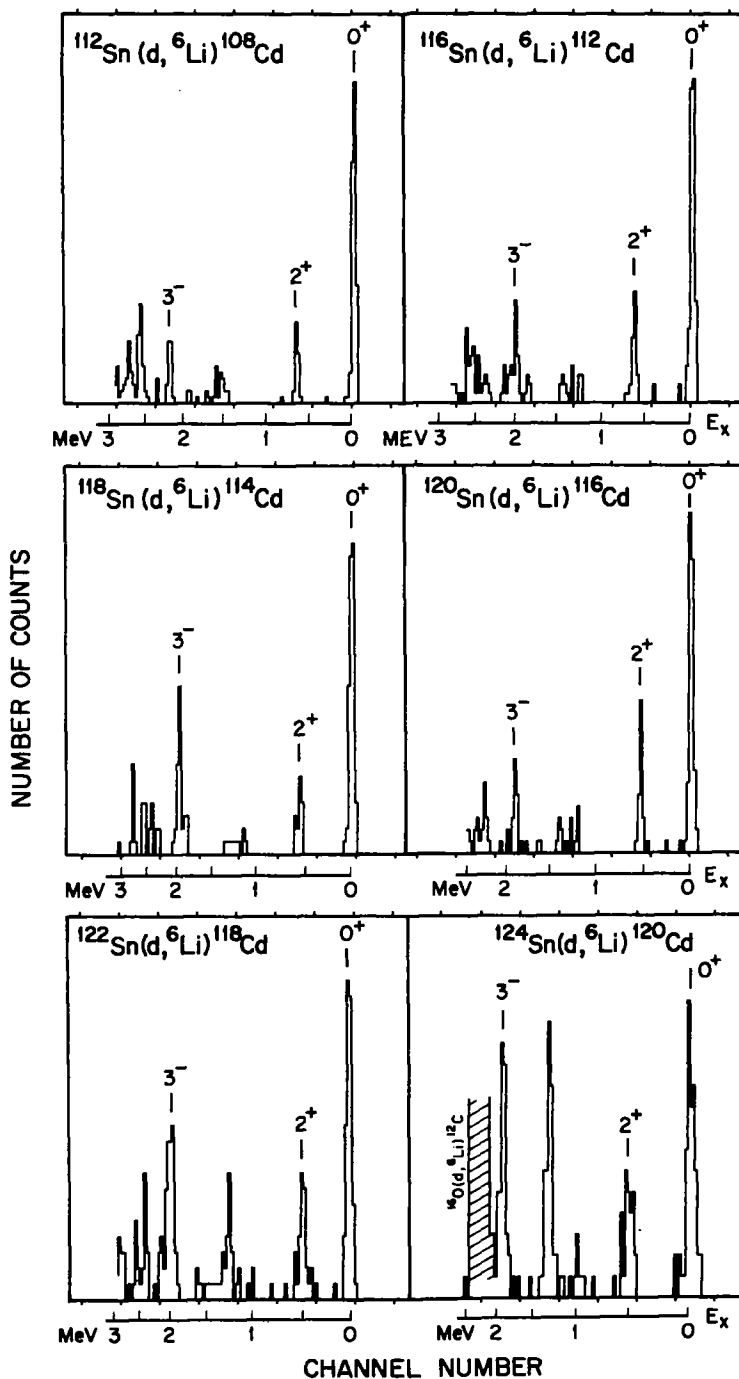 ¹¹²Sn(d,⁶Li)¹⁰⁸Cd
0⁺
3⁻
2⁺
MeV 3 2 1 0
¹¹⁶Sn(d,⁶Li)¹¹²Cd
0⁺
3⁻
2⁺
MEV 3 2 1 0 Eₓ
¹¹⁸Sn(d,⁶Li)¹¹⁴Cd
0⁺
3⁻
2⁺
MeV 3 2 1 0
¹²⁰Sn(d,⁶Li)¹¹⁶Cd
0⁺
3⁻
2⁺
MeV 2 1 0 Eₓ
¹²²Sn(d,⁶Li)¹¹⁸Cd
0⁺
3⁻
2⁺
MeV 3 2 1 0
¹²⁴Sn(d,⁶Li)¹²⁰Cd
0⁺
3⁻
2⁺
¹⁶O(d,⁶Li)¹²C
MeV 2 1 0 Eₓ
NUMBER OF COUNTS
CHANNEL NUMBER